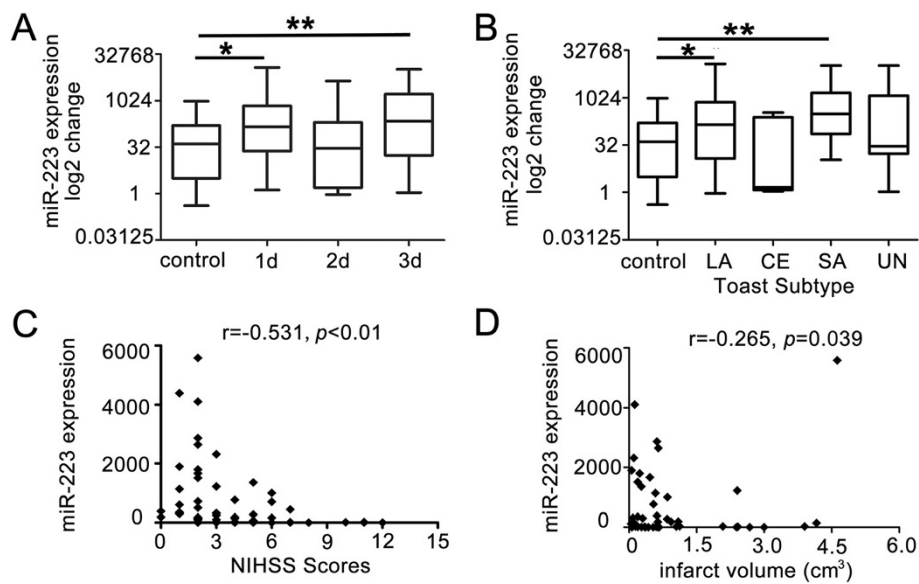 A
**
*
32768
1024
32
1
0.03125
miR-223 expression
log2 change
control 1d 2d 3d
B
**
*
32768
1024
32
1
0.03125
miR-223 expression
log2 change
control LA CE SA UN
Toast Subtype
C
r=-0.531, p<0.01
6000
4000
2000
0
miR-223 expression
0 3 6 9 12 15
NIHSS Scores
D
r=-0.265, p=0.039
6000
4000
2000
0
miR-223 expression
0.0 1.5 3.0 4.5 6.0
infarct volume (cm³)